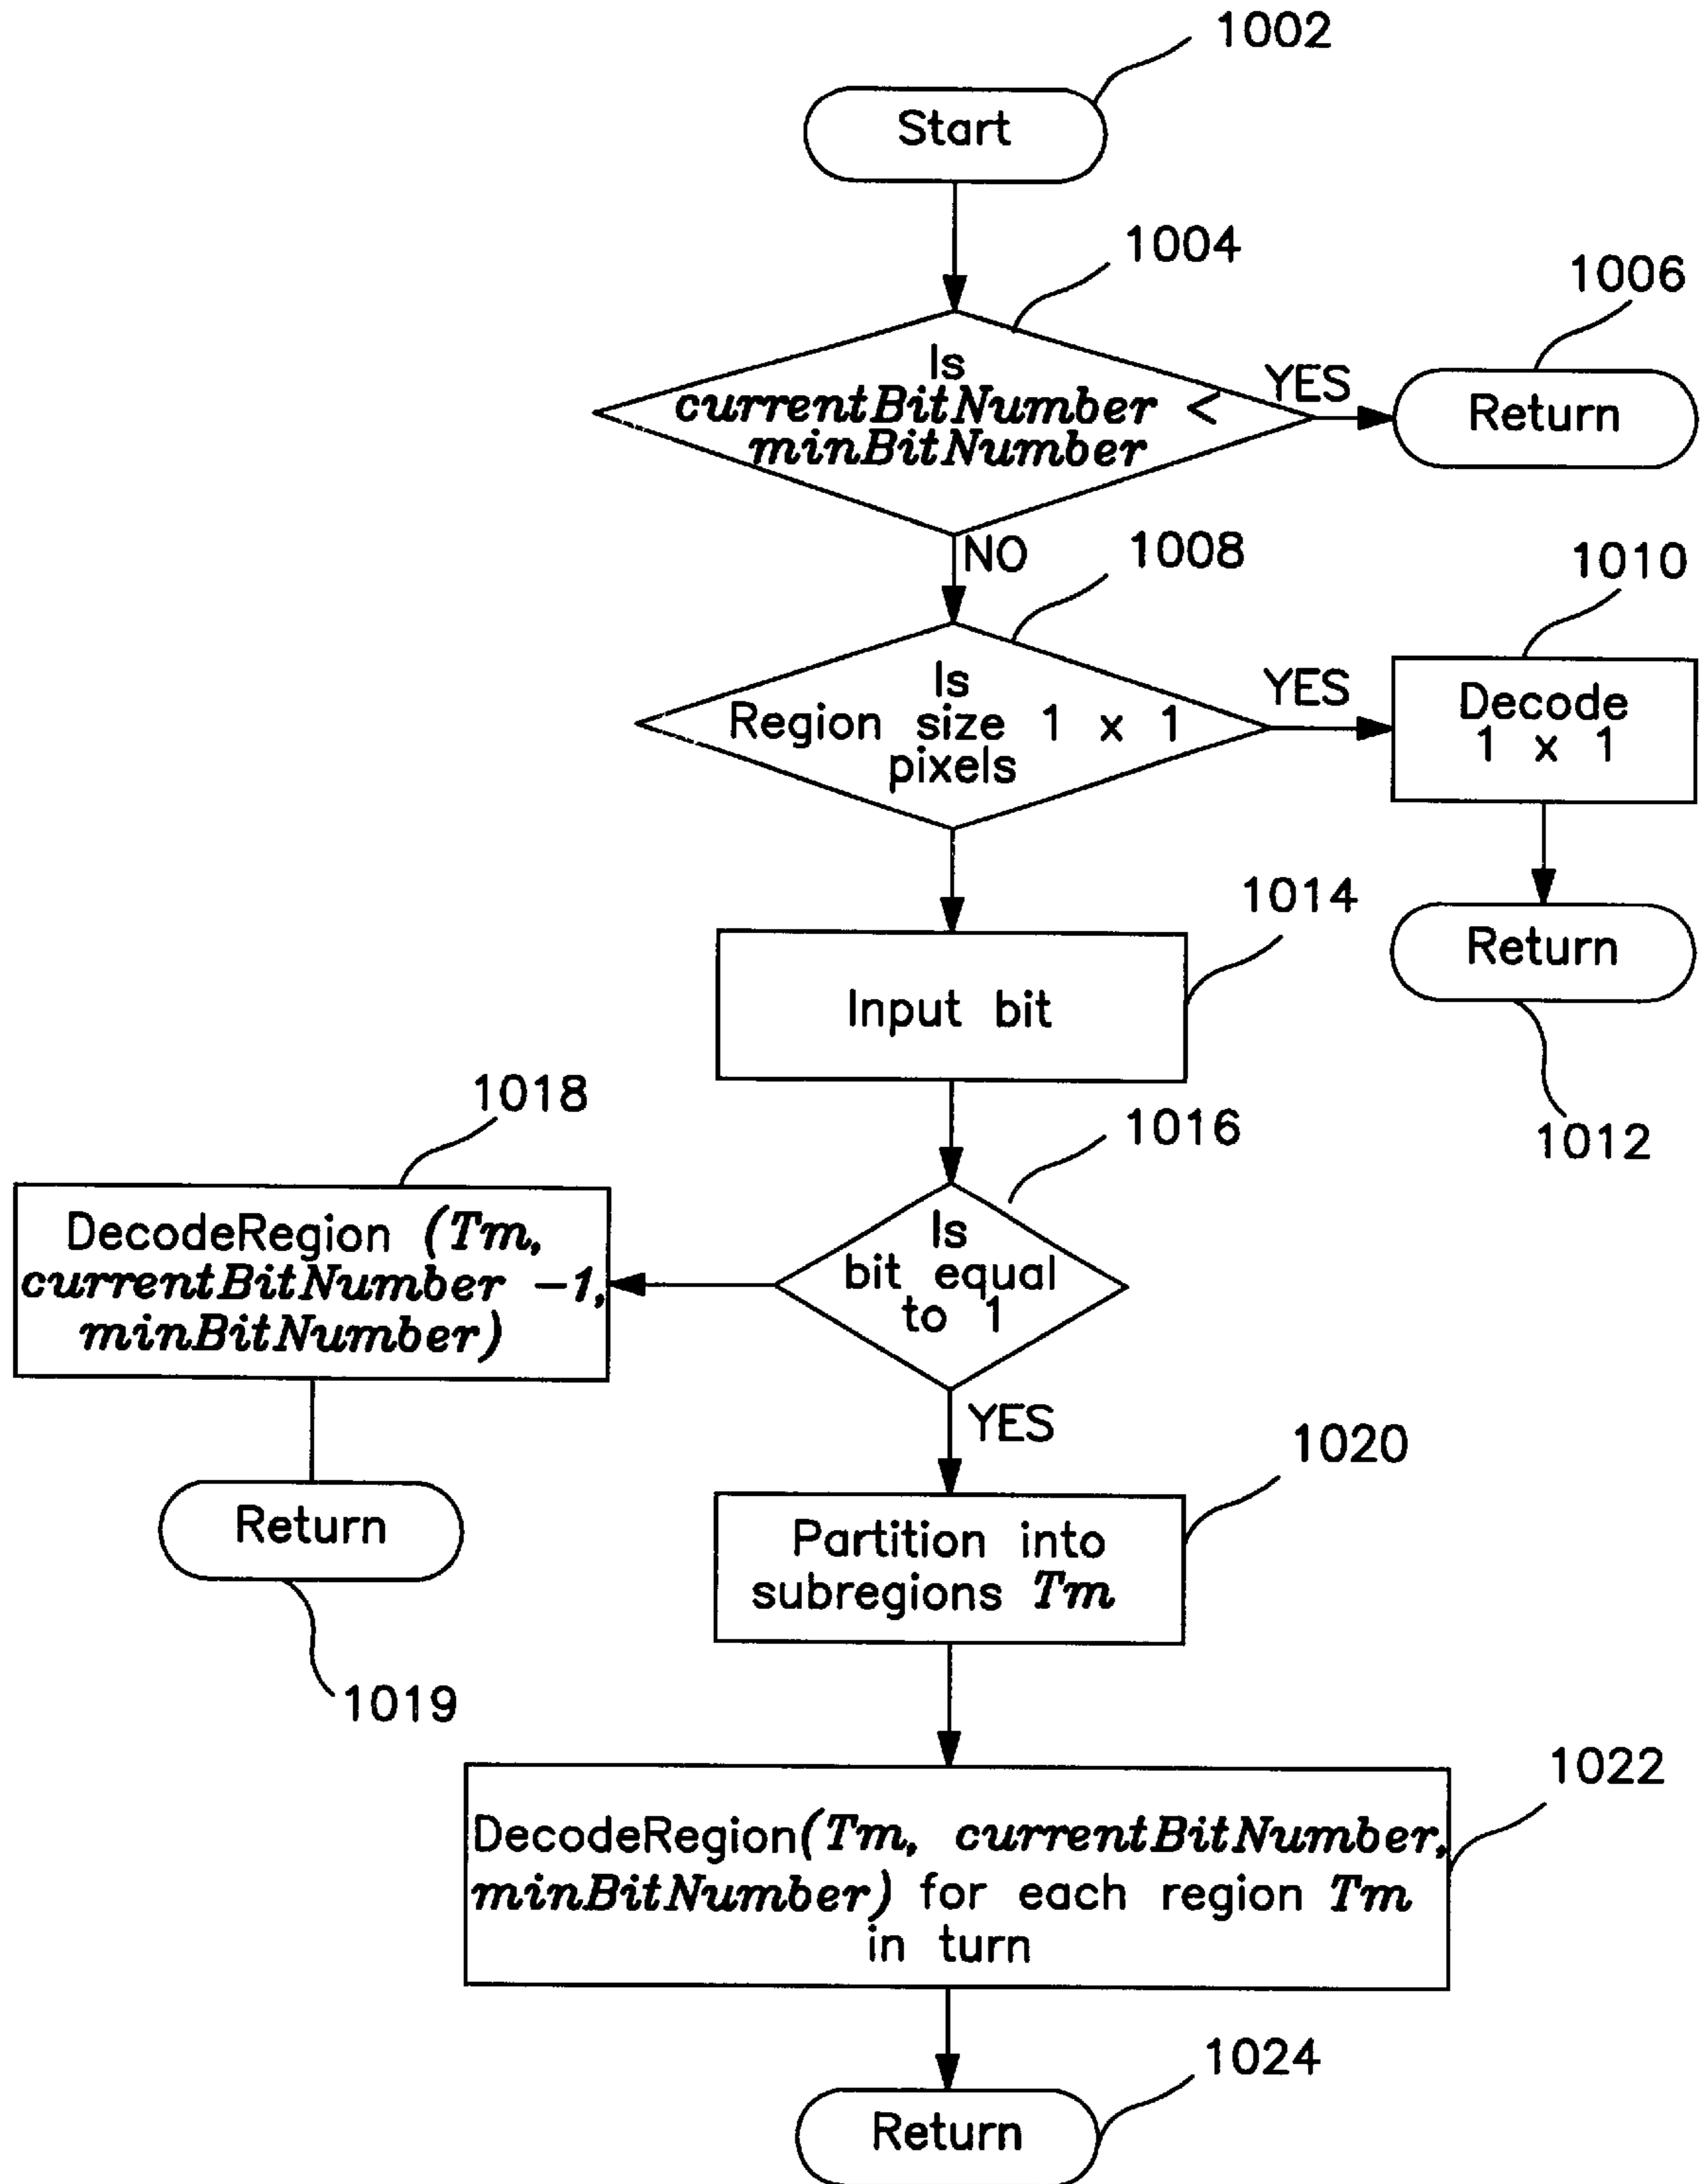 1002
Start
1004
1006
Is
currentBitNumber <
minBitNumber
YES
Return
NO
1008
1010
Is
Region size 1 x 1
pixels
YES
Decode
1 x 1
1014
Return
Input bit
1012
1018
1016
DecodeRegion (Tm,
currentBitNumber -1,
minBitNumber)
Is
bit equal
to 1
YES
1020
Return
Partition into
subregions Tm
1019
1022
DecodeRegion(Tm, currentBitNumber,
minBitNumber) for each region Tm
in turn
1024
Return